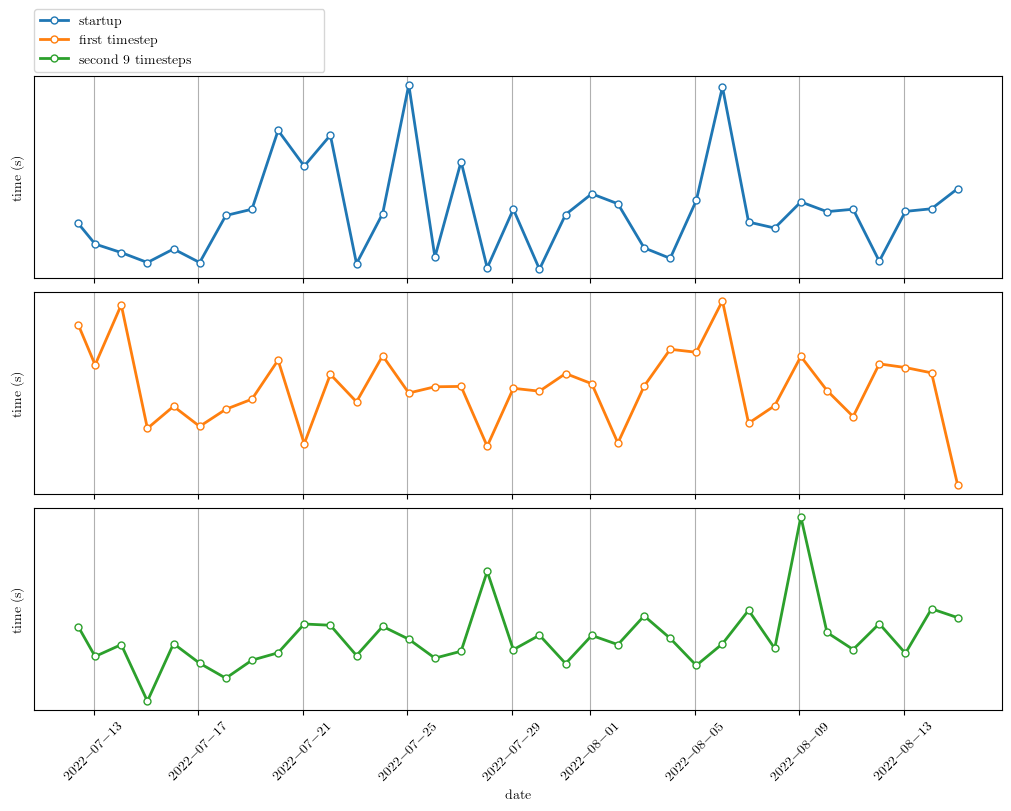 startup
first timestep
second 9 timesteps
time (s)
time (s)
time (s)
2022−07−13
2022−07−17
2022−07−21
2022−07−25
2022−07−29
2022−08−01
2022−08−05
2022−08−09
2022−08−13
date